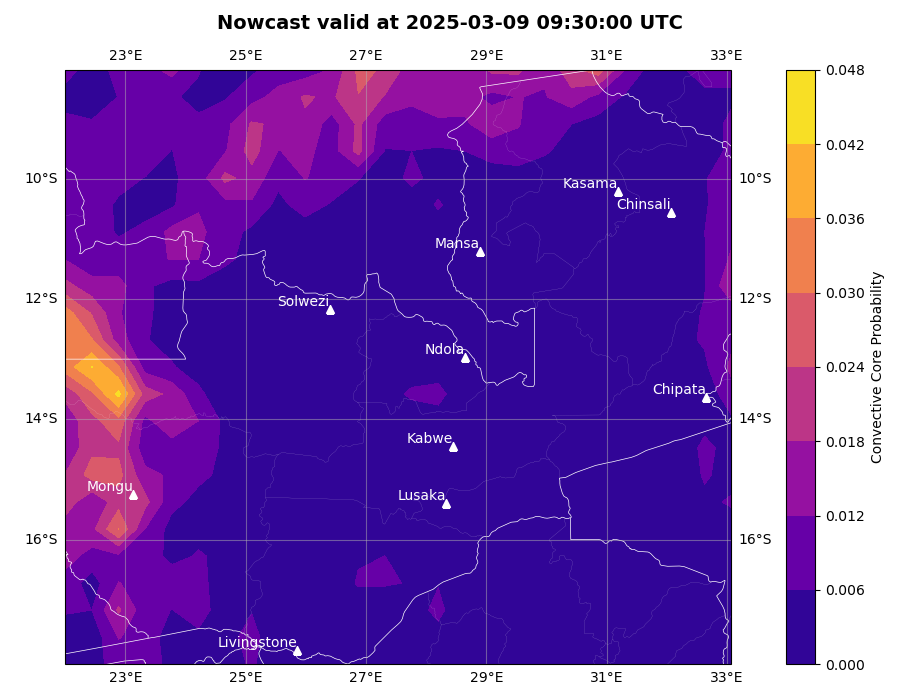 Nowcast valid at 2025-03-09 09:30:00 UTC
23°E 25°E 27°E 29°E 31°E 33°E
0.048
0.042
10°S Kasama 10°S
Chinsali
0.036
Mansa
12°S Solwezi 12°S
0.030
Ndola
0.024
Chipata
14°S 14°S
Kabwe
0.018
Mongu
Lusaka
0.012
16°S 16°S
0.006
Livingstone
0.000
23°E 25°E 27°E 29°E 31°E 33°E
Convective Core Probability